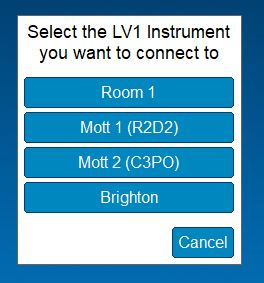 Select the LV1 Instrument
you want to connect to
Room 1
Mott 1 (R2D2)
Mott 2 (C3PO)
Brighton
Cancel